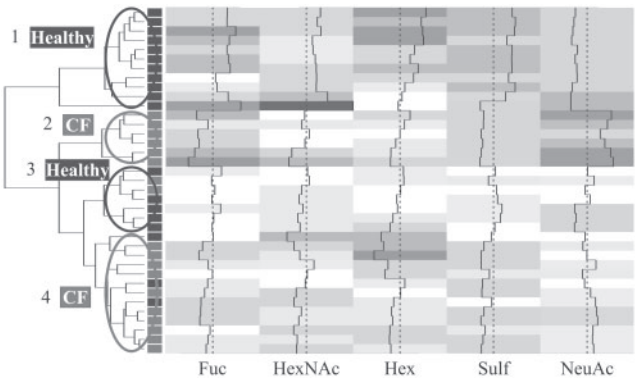 1 Healthy
2 CF
3 Healthy
4 CF
Fuc HexNAc Hex Sulf NeuAc